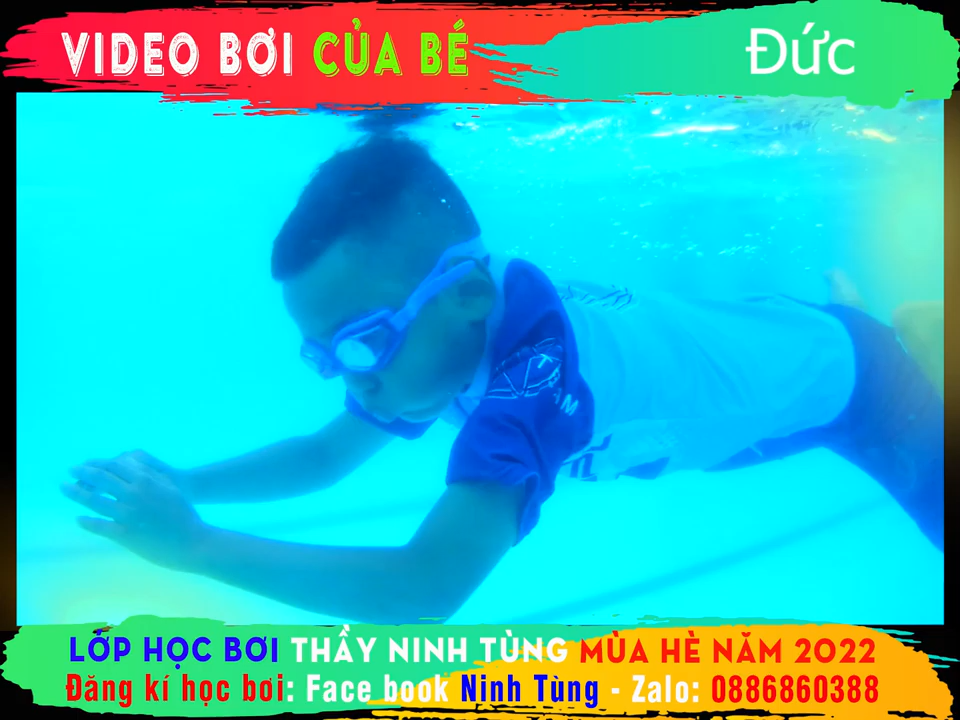 VIDEO BƠI CỦA BÉ
Đức
LỚP HỌC BƠI THẦY NINH TÙNG MÙA HÈ NĂM 2022
Đăng kí học bơi: Face book Ninh Tùng - Zalo: 0886860388